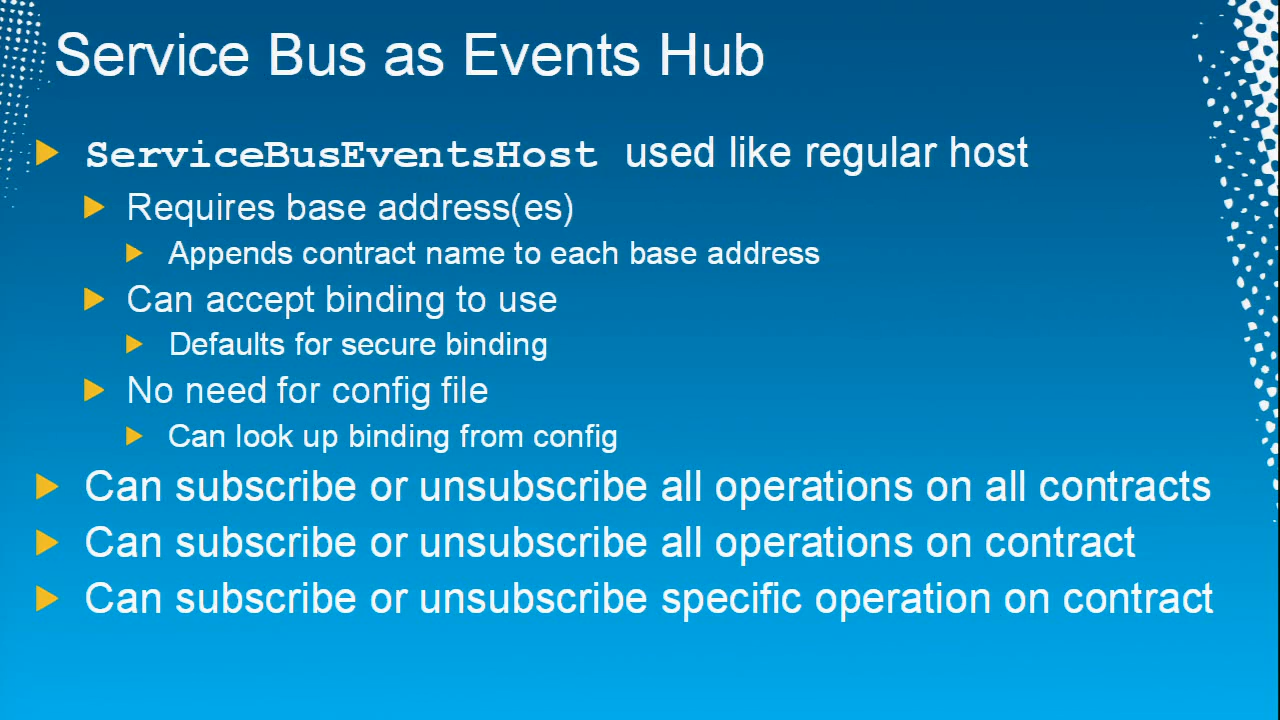 Service Bus as Events Hub
ServiceBusEventsHost used like regular host
Requires base address(es)
Appends contract name to each base address
Can accept binding to use
Defaults for secure binding
No need for config file
Can look up binding from config
Can subscribe or unsubscribe all operations on all contracts
Can subscribe or unsubscribe all operations on contract
Can subscribe or unsubscribe specific operation on contract